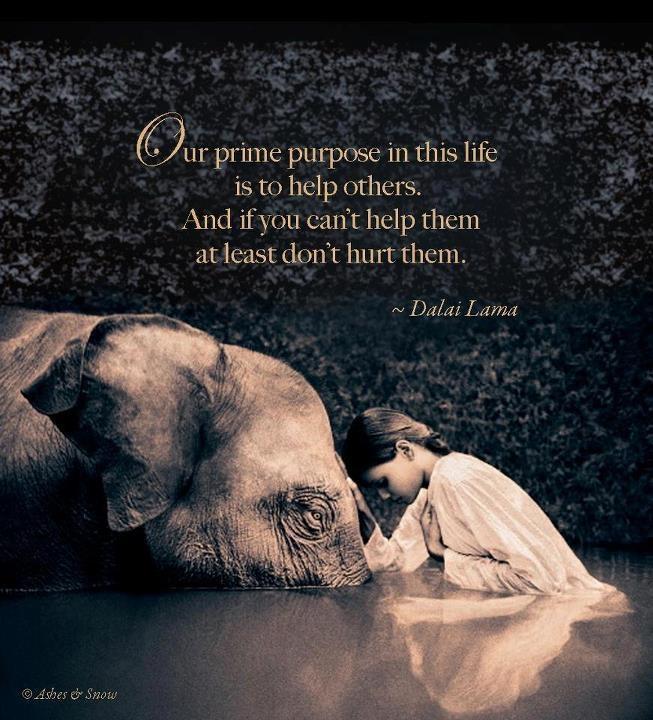 Our prime purpose in this life
is to help others.
And if you can't help them
at least don't hurt them.
~ Dalai Lama
© Ashes & Snow